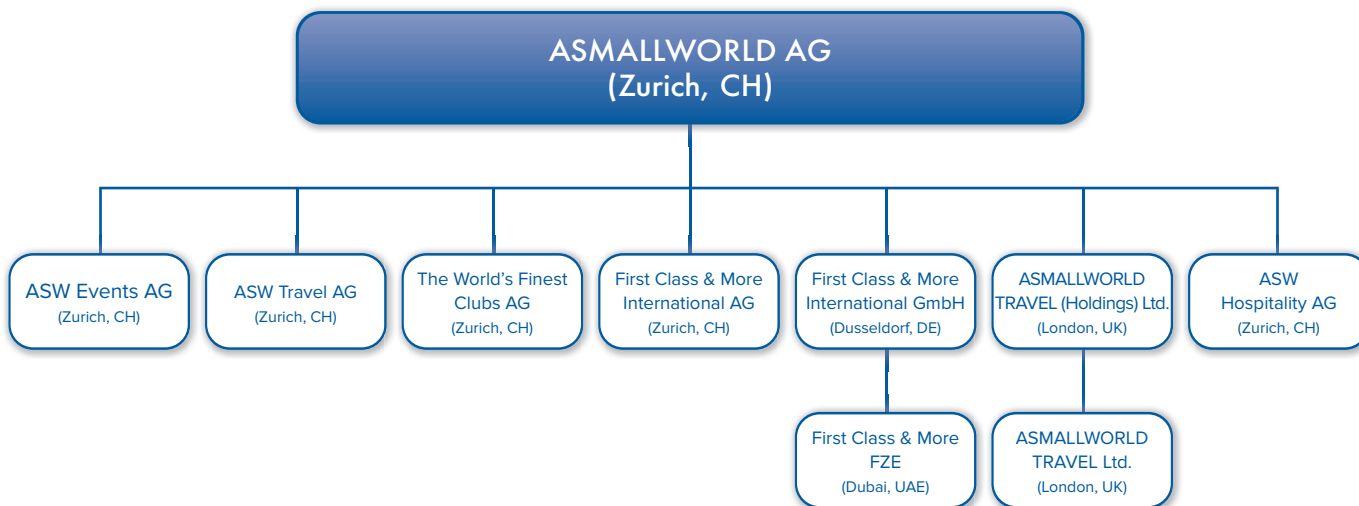 ASMALLWORLD AG
(Zurich, CH)
ASW Events AG
(Zurich, CH)
ASW Travel AG
(Zurich, CH)
The World’s Finest
Clubs AG
(Zurich, CH)
First Class & More
International AG
(Zurich, CH)
First Class & More
International GmbH
(Dusseldorf, DE)
ASMALLWORLD
TRAVEL (Holdings) Ltd.
(London, UK)
ASW
Hospitality AG
(Zurich, CH)
First Class & More
FZE
(Dubai, UAE)
ASMALLWORLD
TRAVEL Ltd.
(London, UK)